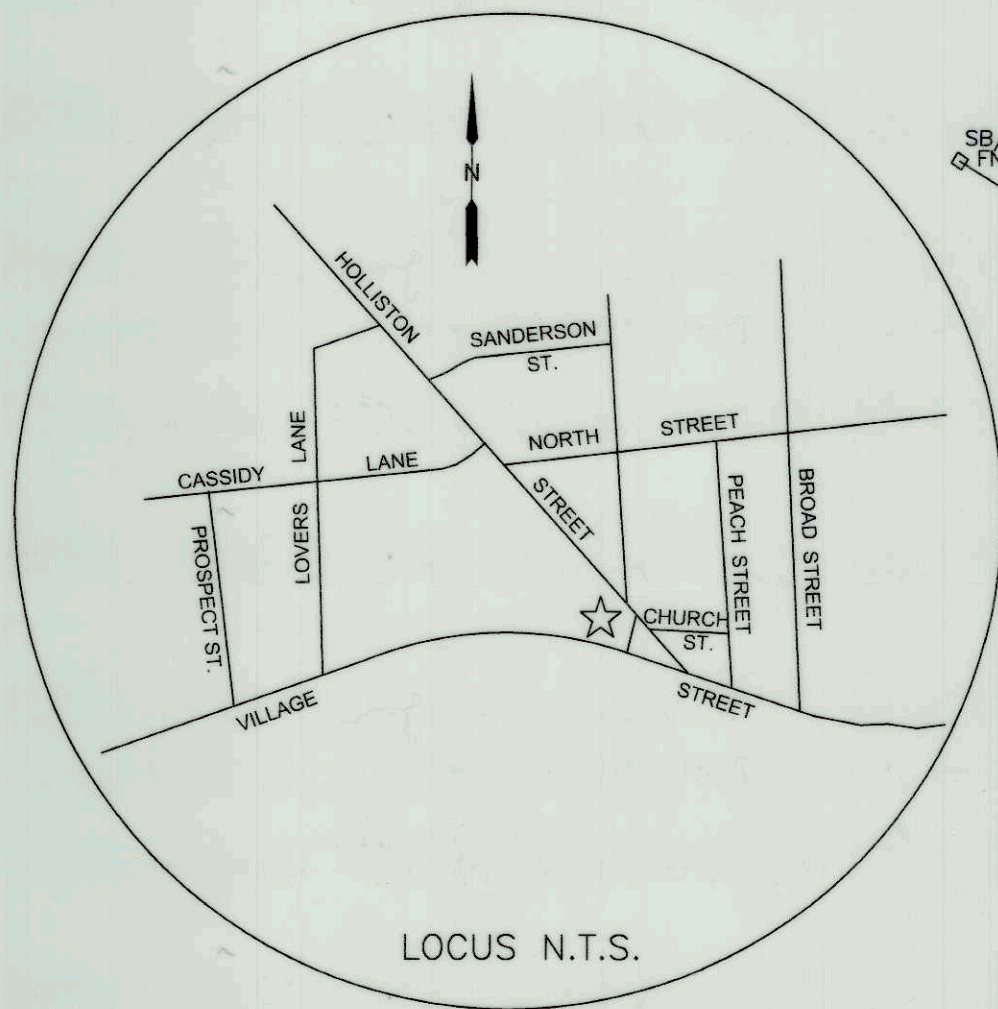 N
SB/
FN
HOLLISTON
SANDERSON
ST.
LANE
NORTH
STREET
CASSIDY
LANE
STREET
PEACH STREET
BROAD STREET
PROSPECT ST.
LOVERS
CHURCH
ST.
VILLAGE
STREET
LOCUS N.T.S.